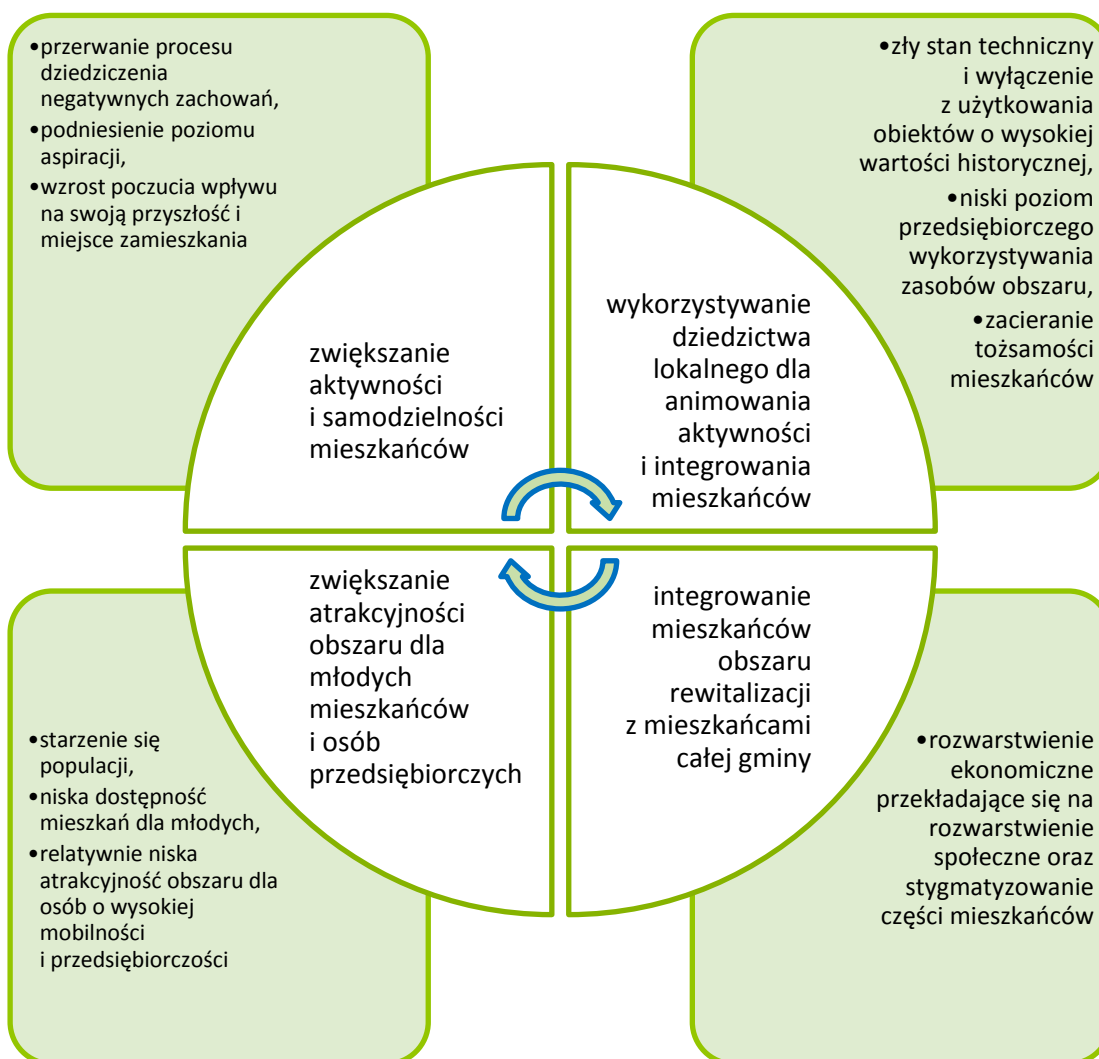 •przerwanie procesu
dziedziczenia
negatywnych zachowań,
•podniesienie poziomu
aspiracji,
•wzrost poczucia wpływu
na swoją przyszłość i
miejsce zamieszkania
•zły stan techniczny
i wyłączenie
z użytkowania
obiektów o wysokiej
wartości historycznej,
•niski poziom
przedsiębiorczego
wykorzystywania
zasobów obszaru,
•zacieranie
tożsamości
mieszkańców
zwiększanie
aktywności
i samodzielności
mieszkańców
wykorzystywanie
dziedzictwa
lokalnego dla
animowania
aktywności
i integrowania
mieszkańców
zwiększanie
atrakcyjności
obszaru dla
młodych
mieszkańców
i osób
przedsiębiorczych
integrowanie
mieszkańców
obszaru
rewitalizacji
z mieszkańcami
całej gminy
•starzenie się
populacji,
•niska dostępność
mieszkań dla młodych,
•relatywnie niska
atrakcyjność obszaru dla
osób o wysokiej
mobilności
i przedsiębiorczości
•rozwarstwienie
ekonomiczne
przekładające się na
rozwarstwienie
społeczne oraz
stygmatyzowanie
części mieszkańców